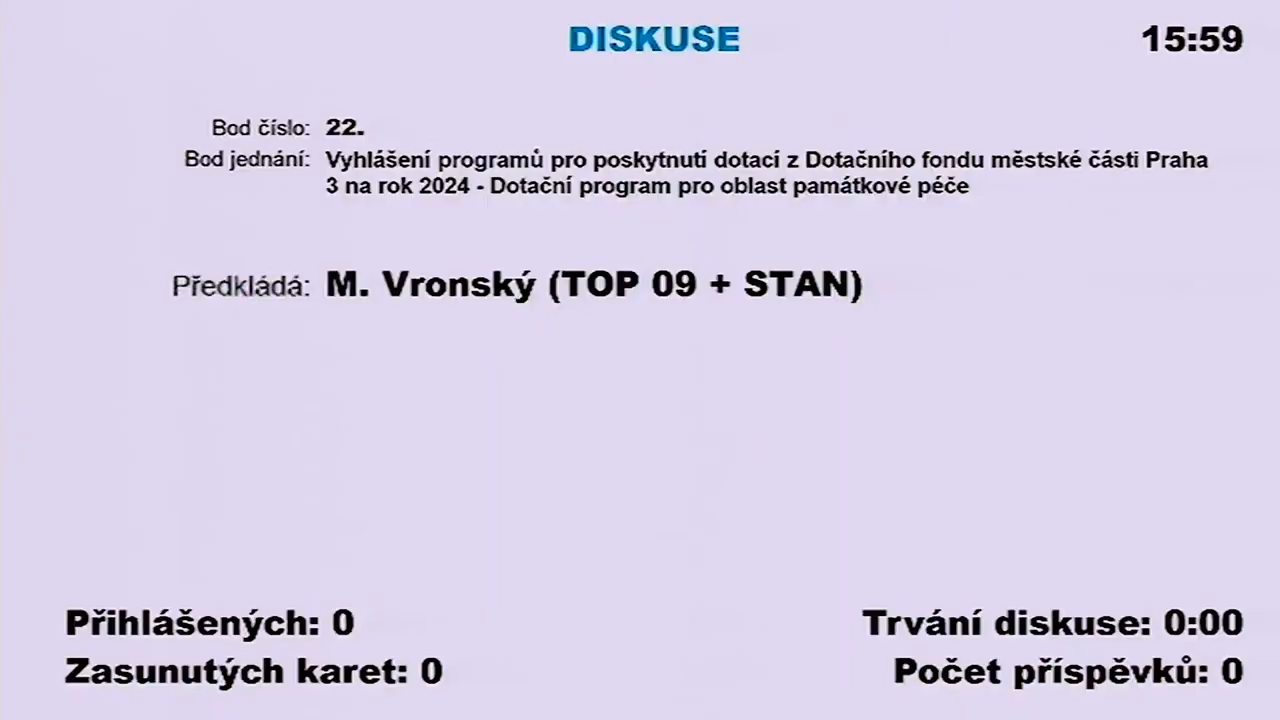 DISKUSE
15:59
Bod číslo: 22.
Bod jednání: Vyhlášení programů pro poskytnutí dotací z Dotačního fondu městské části Praha
3 na rok 2024 - Dotační program pro oblast památkové péče
Předkládá: M. Vronský (TOP 09 + STAN)
Přihlášených: 0
Trvání diskuse: 0:00
Zasunutých karet: 0
Počet příspěvků: 0